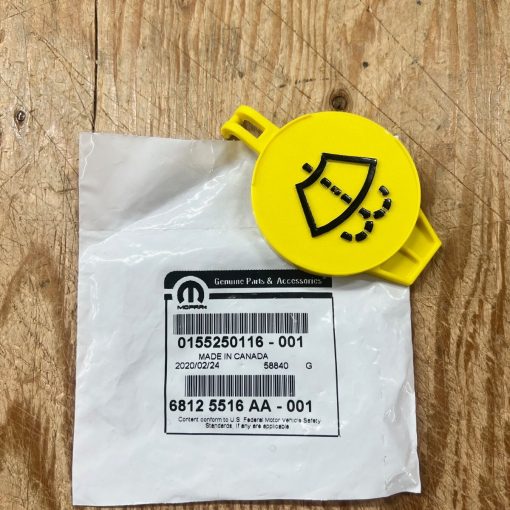 Genuine Parts & Accessories
MOPAR
0155250116 - 001
MADE IN CANADA
2020/02/24 58840 G
6812 5516 AA - 001
Content conform to U.S. Federal Motor Vehicle Safety
Standards, if any are applicable